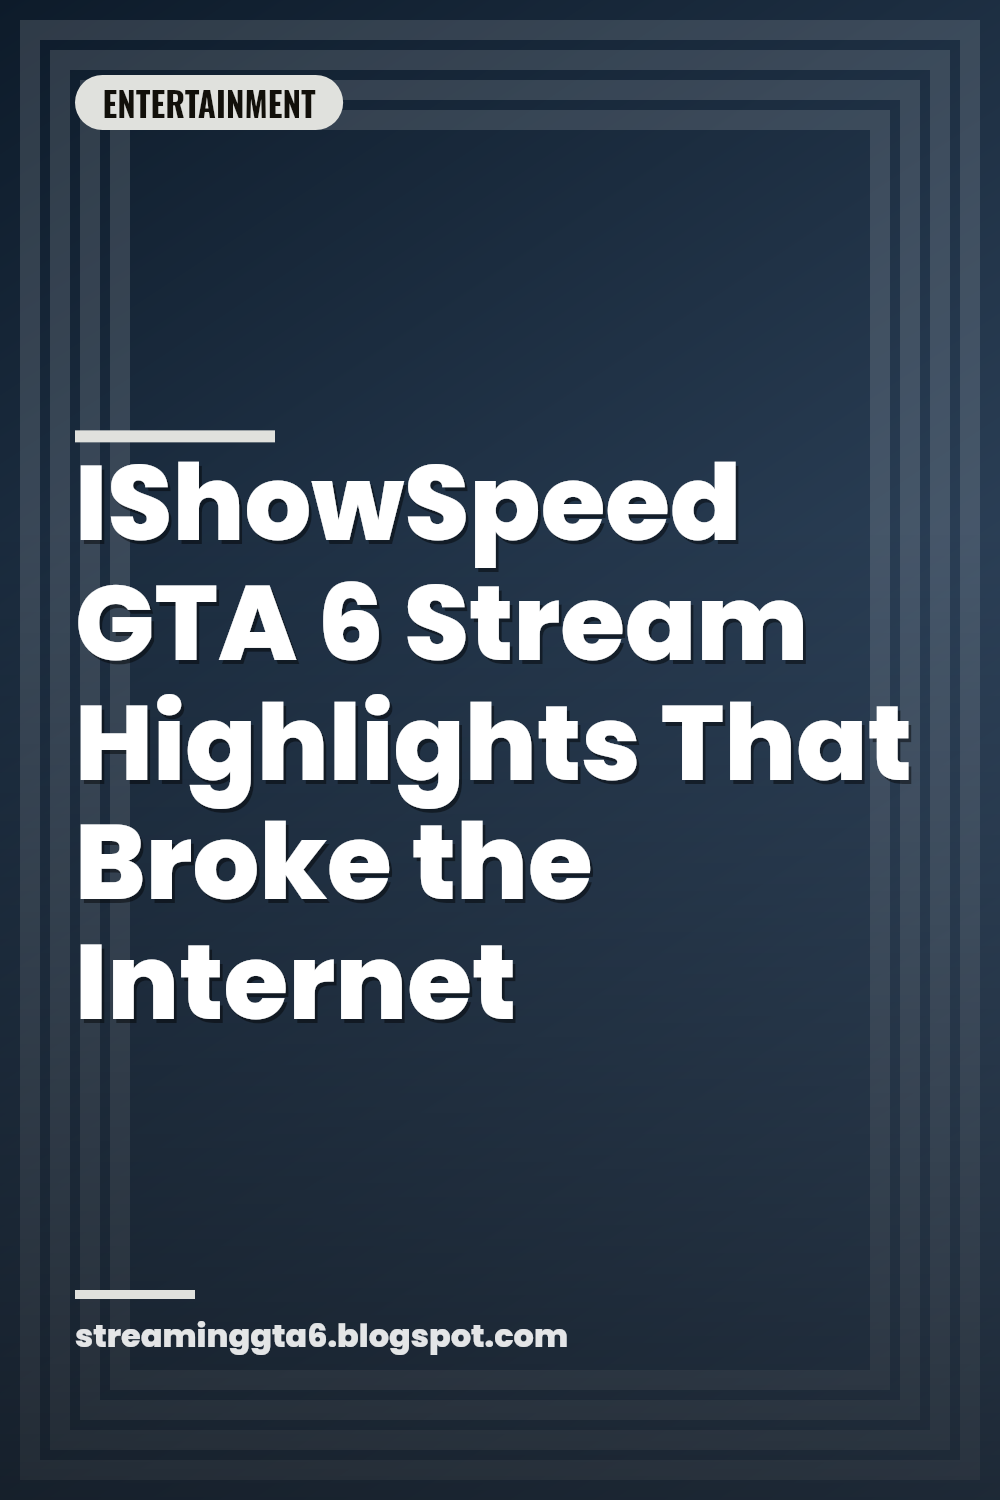 ENTERTAINMENT
IShowSpeed
GTA 6 Stream
Highlights That
Broke the
Internet
streaminggta6.blogspot.com